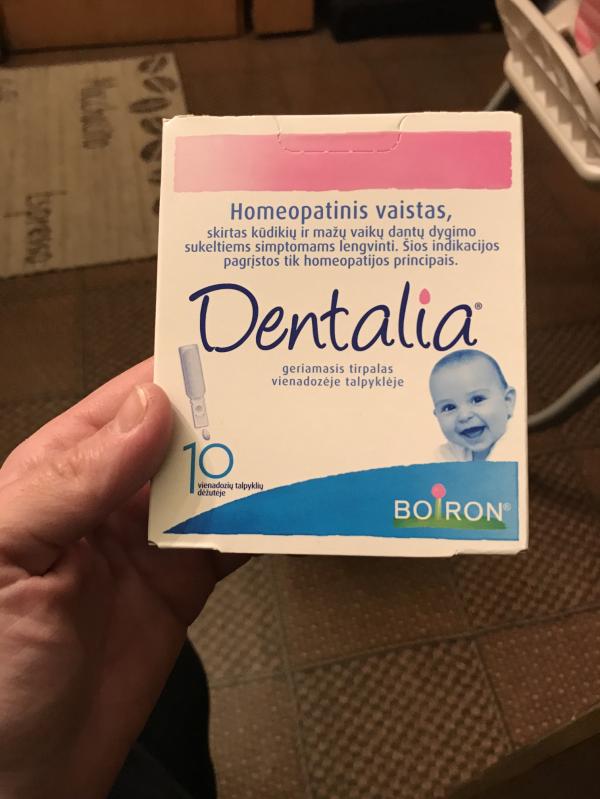 Homeopatinis vaistas,
skirtas kūdikių ir mažų vaikų dantų dygimo
sukeltiems simptomams lengvinti. Šios indikacijos
pagrįstos tik homeopatijos principais.
Dentalia®
geriamasis tirpalas
vienadozėje talpyklėje
10
vienadozių talpyklių
dėžutėje
BOIRON®
Espresso